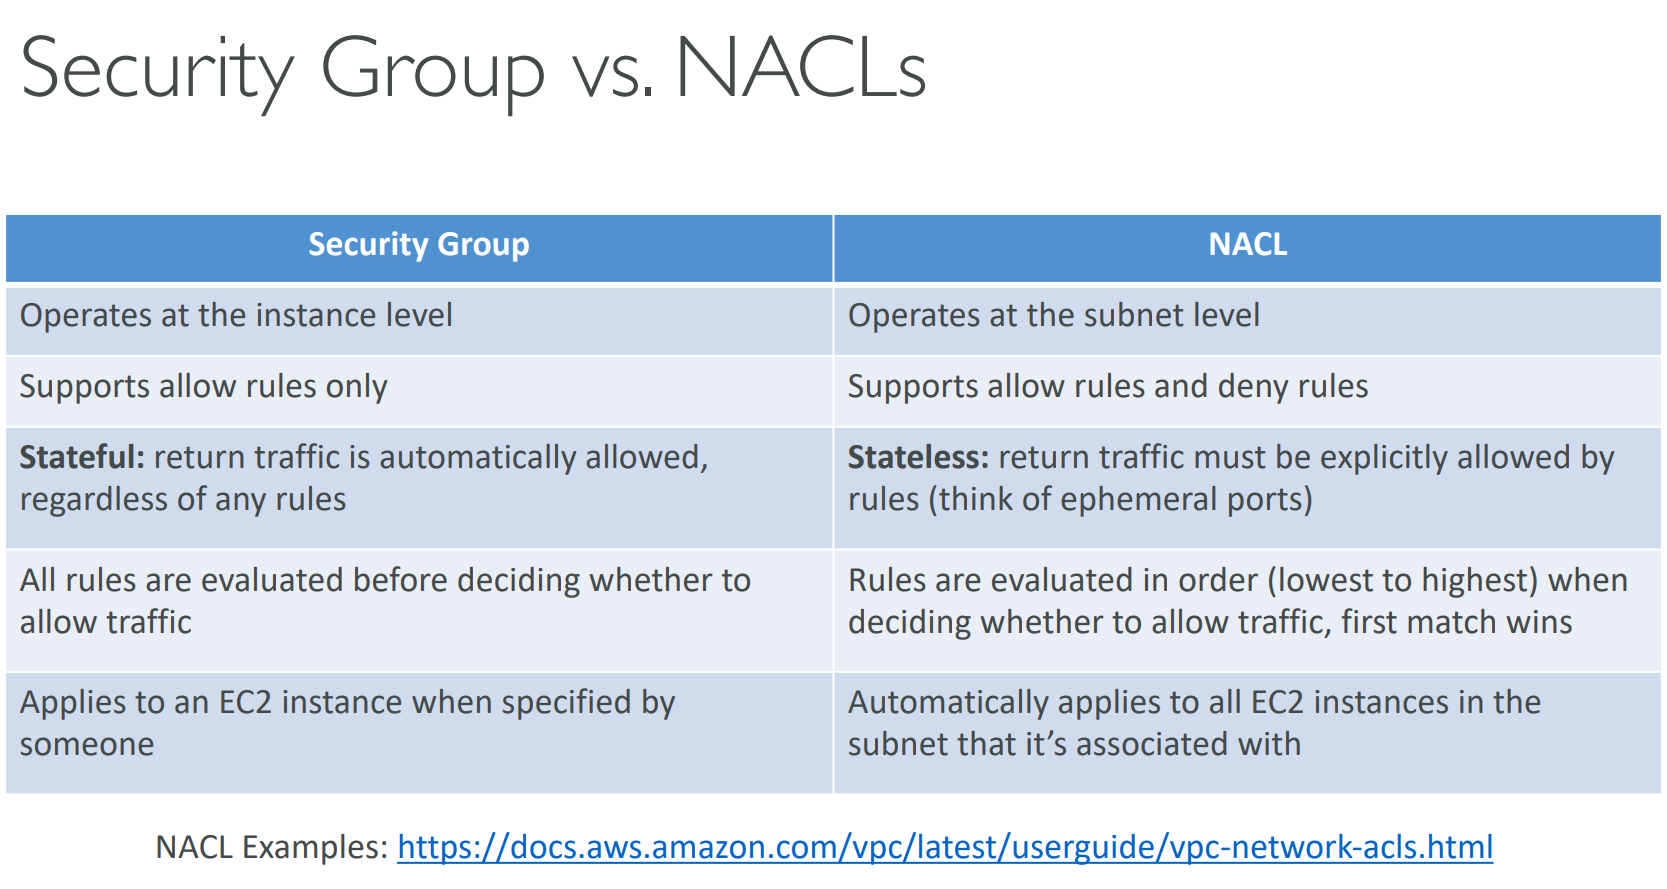 Security Group vs. NACLs
Security Group
NACL
Operates at the instance level
Operates at the subnet level
Supports allow rules only
Supports allow rules and deny rules
Stateful: return traffic is automatically allowed,
regardless of any rules
Stateless: return traffic must be explicitly allowed by
rules (think of ephemeral ports)
All rules are evaluated before deciding whether to
allow traffic
Rules are evaluated in order (lowest to highest) when
deciding whether to allow traffic, first match wins
Applies to an EC2 instance when specified by
someone
Automatically applies to all EC2 instances in the
subnet that it’s associated with
NACL Examples: https://docs.aws.amazon.com/vpc/latest/userguide/vpc-network-acls.html